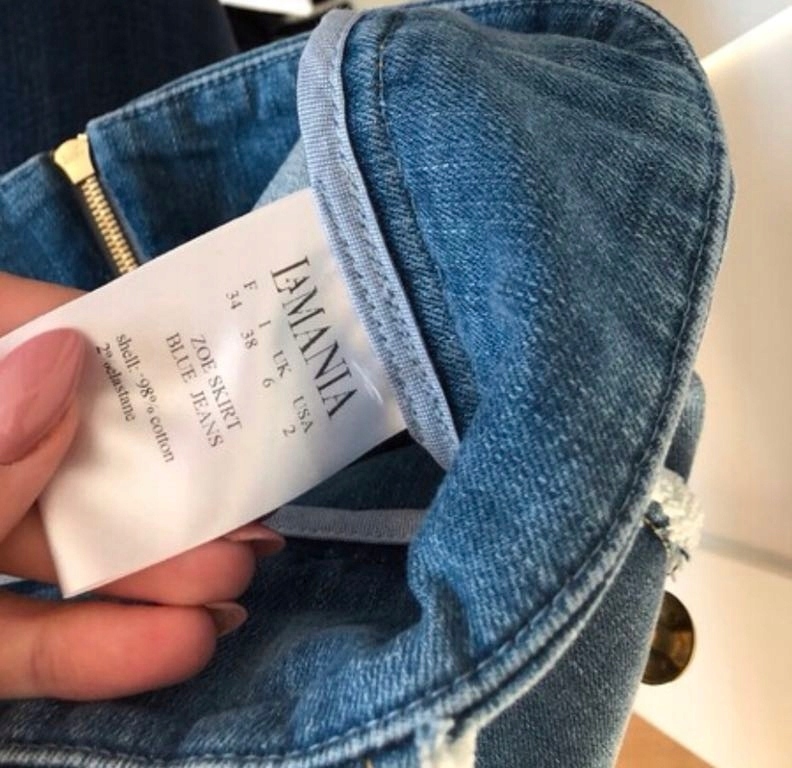 LAMANIA
F I UK USA
34 38 6 2
ZOE SKIRT
BLUE JEANS
shell: 98% cotton
2% elastane